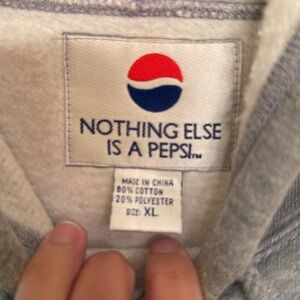 NOTHING ELSE
IS A PEPSI™
MADE IN CHINA
80% COTTON
20% POLYESTER
SIZE: XL